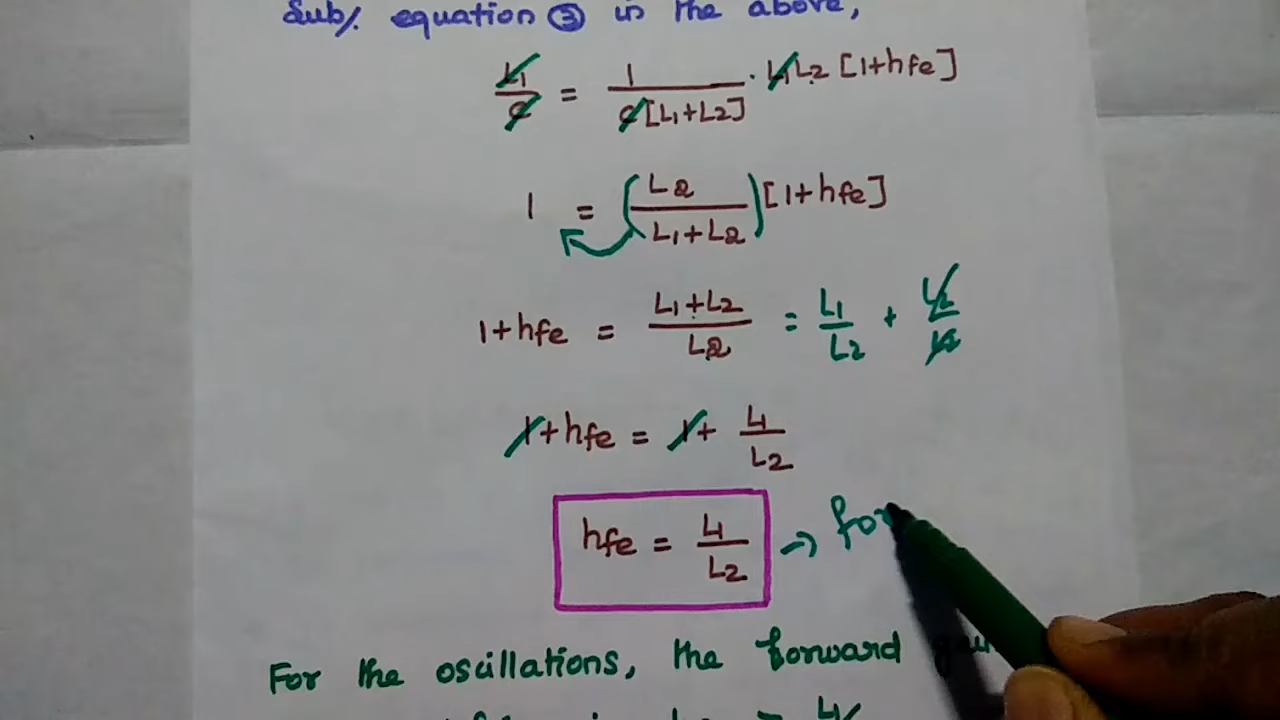 Sub/. equation ③ in the above,
L1/C = 1/C[L1+L2] . L1L2 [1+hfe]
1 = (L2/L1+L2) [1+hfe]
1+hfe = L1+L2/L2 = L1/L2 + L2/L2
1+hfe = 1+ L1/L2
hfe = L1/L2 → for
For the oscillations, the forward